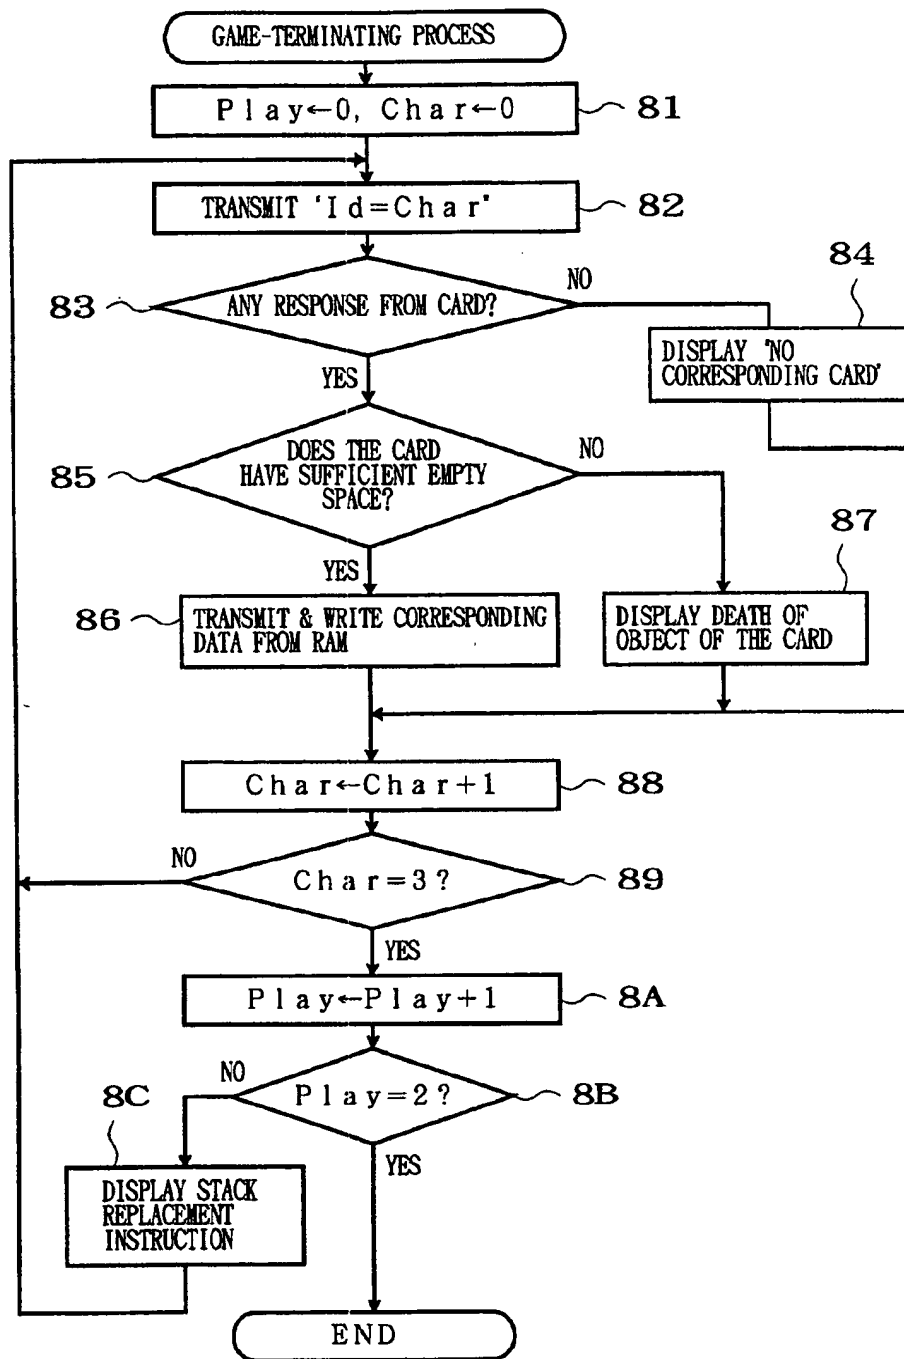 GAME-TERMINATING PROCESS
Play←0, Char←0
81
TRANSMIT 'Id=Char'
82
83
ANY RESPONSE FROM CARD?
NO
84
DISPLAY 'NO
CORRESPONDING CARD'
YES
85
DOES THE CARD
HAVE SUFFICIENT EMPTY
SPACE?
NO
87
YES
86
TRANSMIT & WRITE CORRESPONDING
DATA FROM RAM
DISPLAY DEATH OF
OBJECT OF THE CARD
Char←Char+1
88
NO
Char=3?
89
YES
Play←Play+1
8A
NO
Play=2?
8B
8C
YES
DISPLAY STACK
REPLACEMENT
INSTRUCTION
END